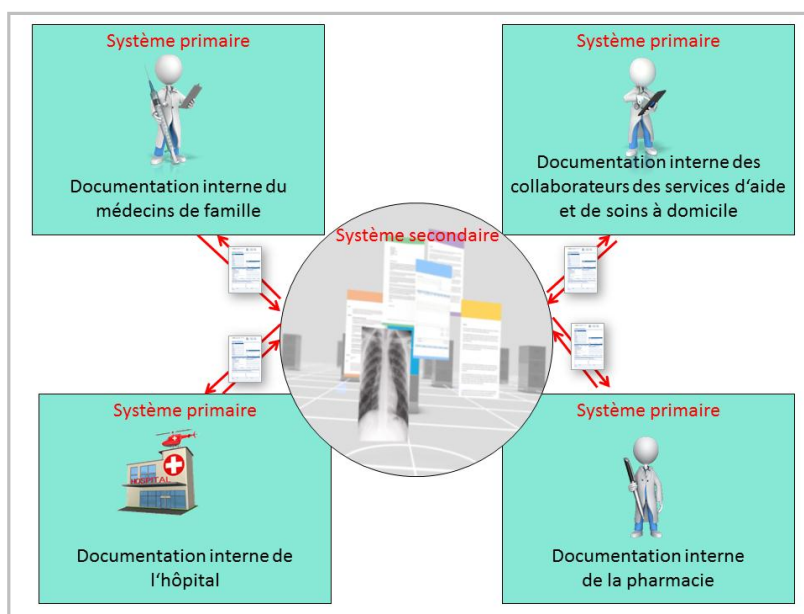 Système primaire
Documentation interne du
médecins de famille
Système primaire
Documentation interne des
collaborateurs des services d‘aide
et de soins à domicile
Système secondaire
Système primaire
HOSPITAL
Documentation interne de
l‘hôpital
Système primaire
Documentation interne
de la pharmacie